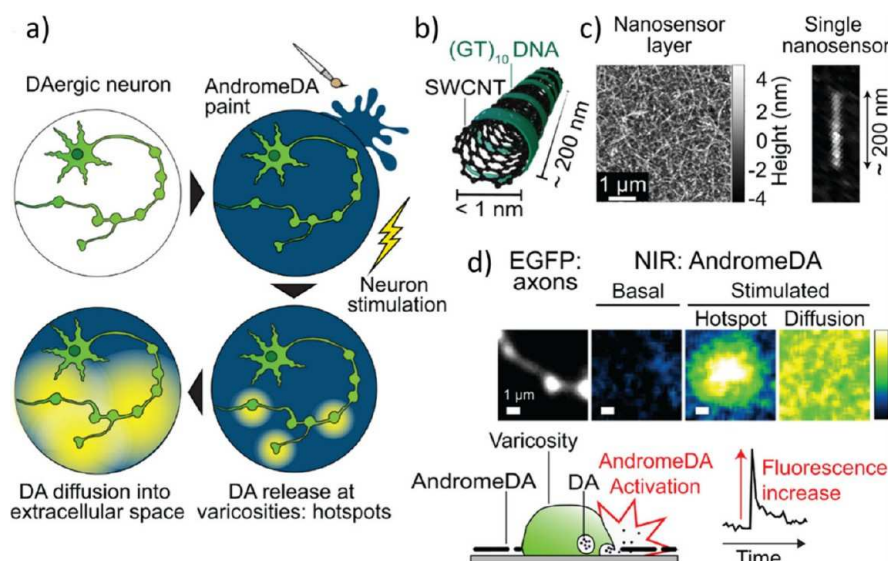 a)
DAergic neuron
AndromeDA
paint
Neuron
stimulation
DA diffusion into
extracellular space
DA release at
varicosities: hotspots
b)
(GT)10 DNA
SWCNT
~ 200 nm
< 1 nm
c)
Nanosensor
layer
Single
nanosensor
1 μm
4
2
0
-2
-4
Height (nm)
~ 200 nm
d)
EGFP:
axons
NIR: AndromeDA
Basal
Stimulated
Hotspot
Diffusion
1 μm
Varicosity
AndromeDA
DA
AndromeDA
Activation
Fluorescence
increase
Time